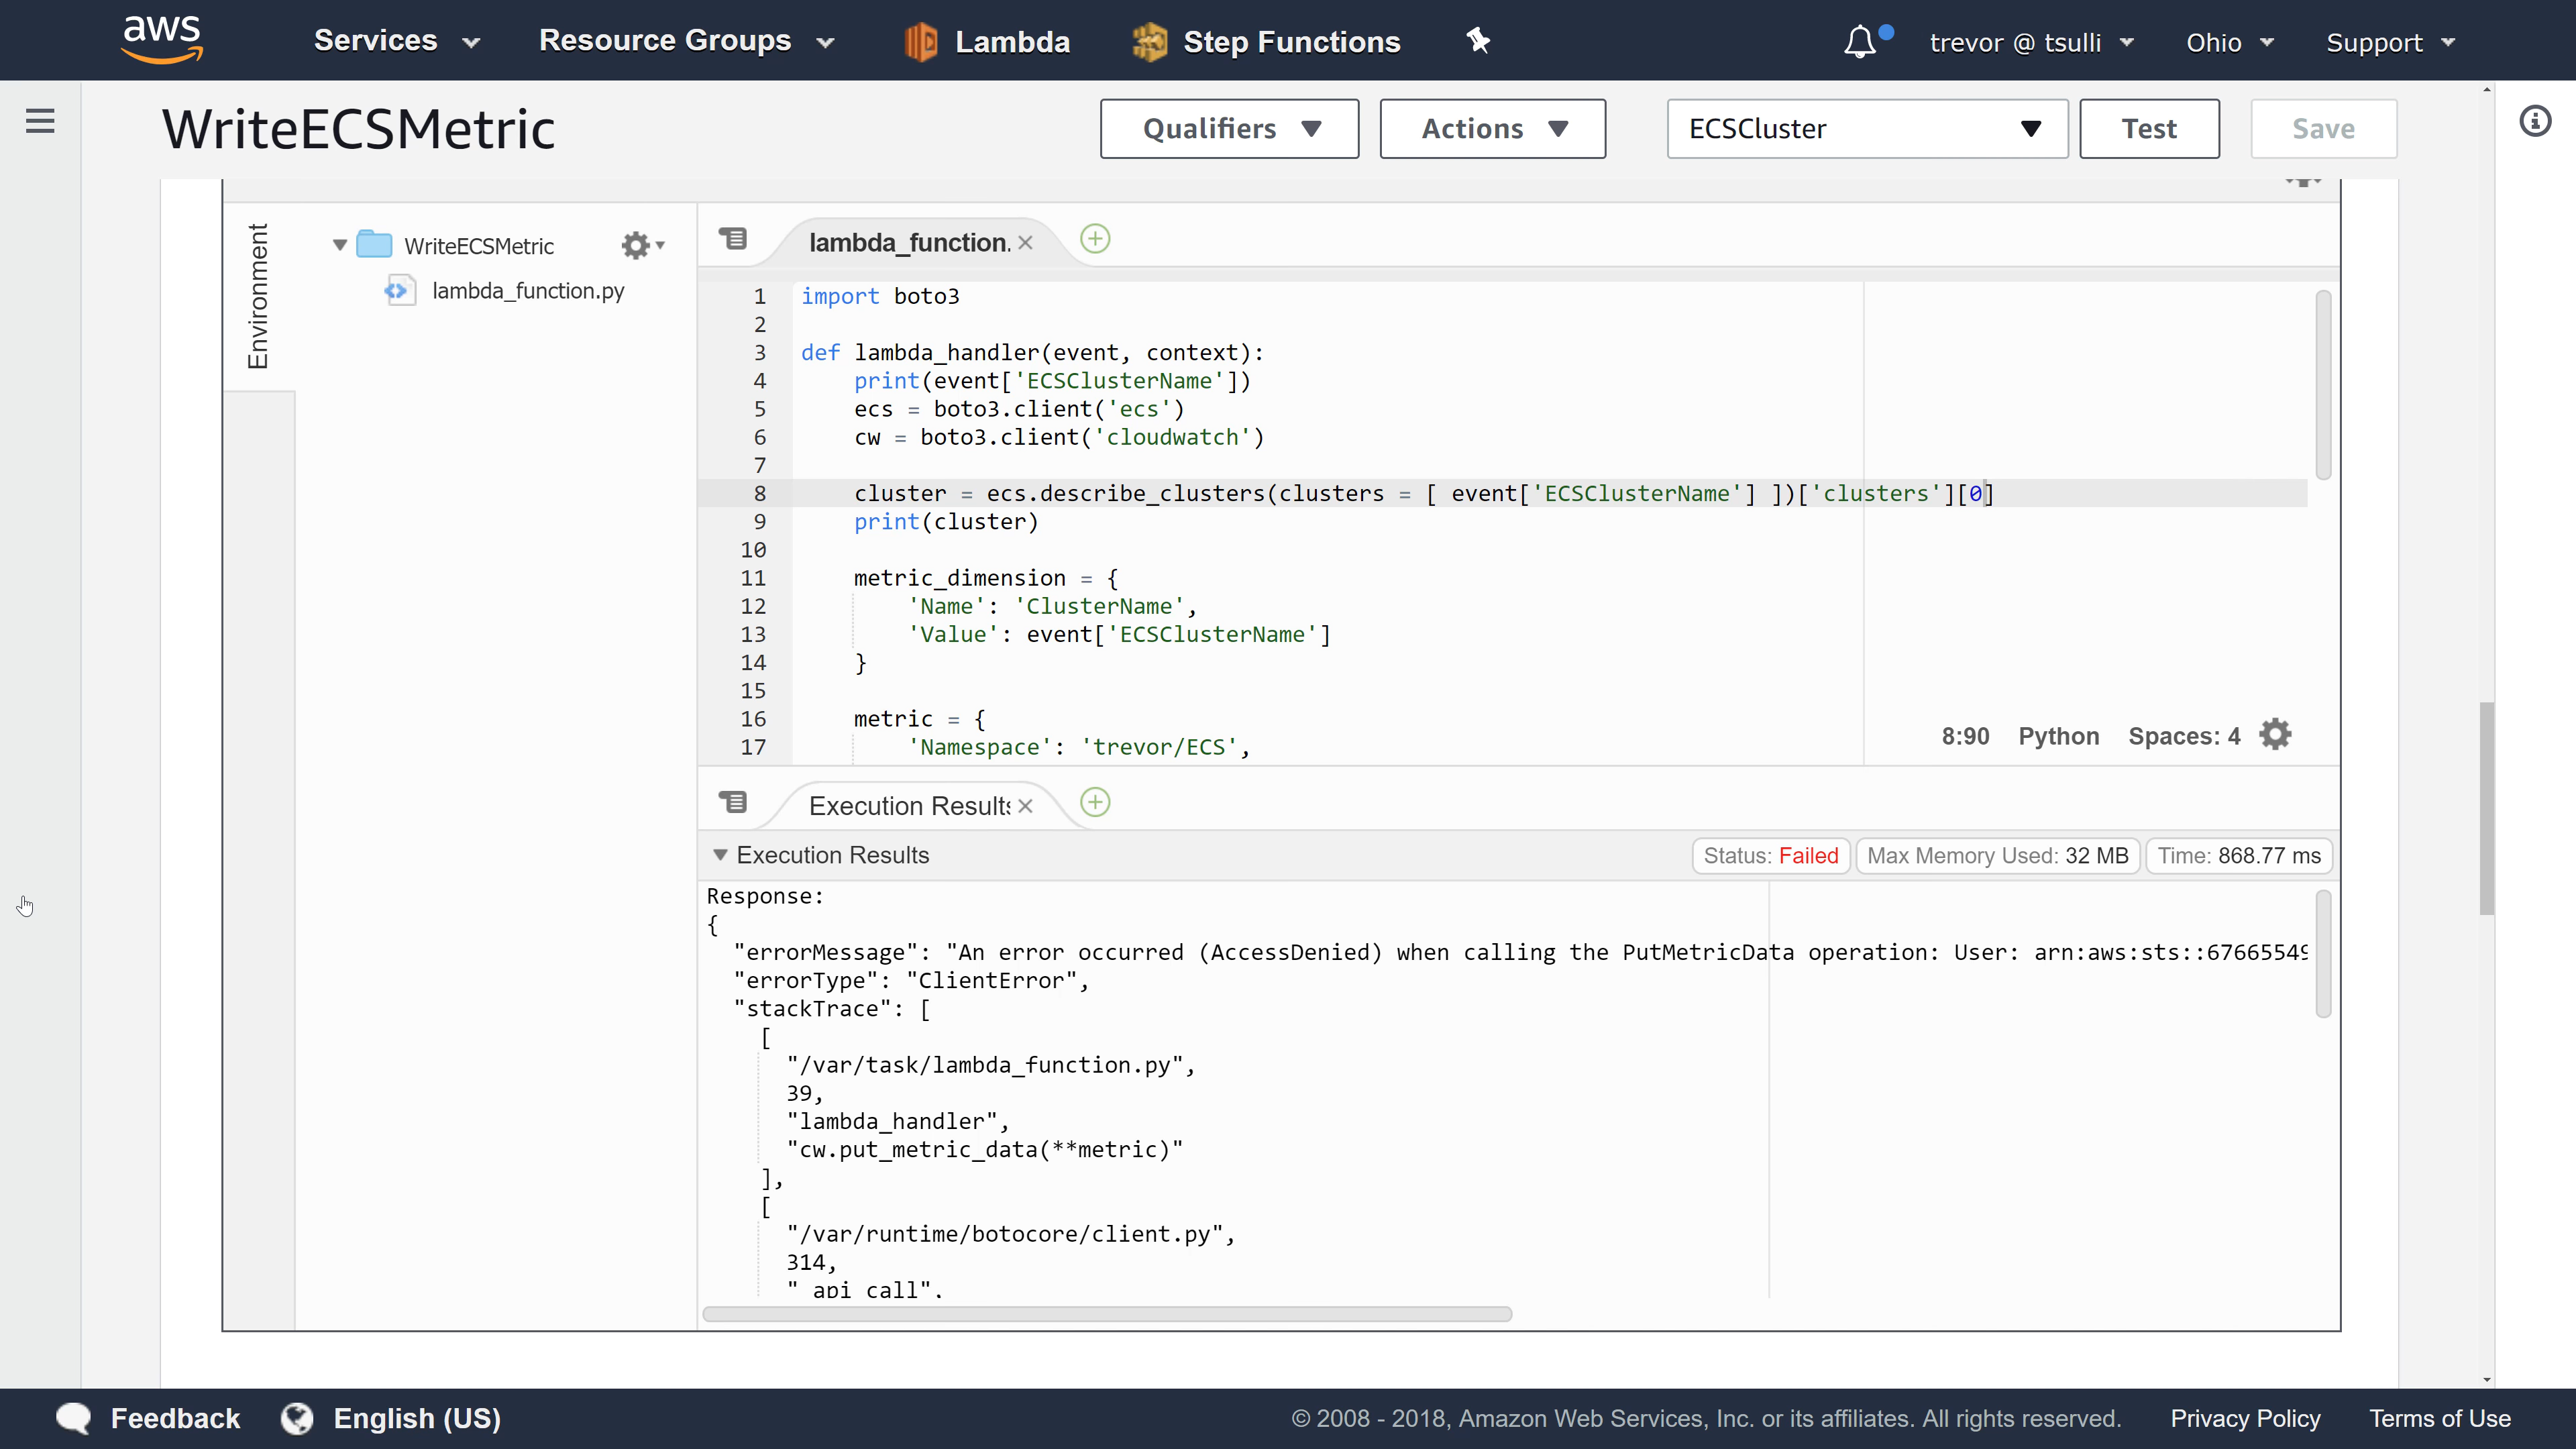 aws Services Resource Groups Lambda Step Functions trevor @ tsulli Ohio Support
WriteECSMetric Qualifiers Actions ECSCluster Test Save
Environment
WriteECSMetric
lambda_function.py
lambda_function.
1 import boto3
2
3 def lambda_handler(event, context):
4 print(event['ECSClusterName'])
5 ecs = boto3.client('ecs')
6 cw = boto3.client('cloudwatch')
7
8 cluster = ecs.describe_clusters(clusters = [ event['ECSClusterName'] ])['clusters'][0]
9 print(cluster)
10
11 metric_dimension = {
12 'Name': 'ClusterName',
13 'Value': event['ECSClusterName']
14 }
15
16 metric = {
17 'Namespace': 'trevor/ECS',
8:90 Python Spaces: 4
Execution Results
Execution Results Status: Failed Max Memory Used: 32 MB Time: 868.77 ms
Response:
{
"errorMessage": "An error occurred (AccessDenied) when calling the PutMetricData operation: User: arn:aws:sts::67665549
"errorType": "ClientError",
"stackTrace": [
[
"/var/task/lambda_function.py",
39,
"lambda_handler",
"cw.put_metric_data(**metric)"
],
[
"/var/runtime/botocore/client.py",
314,
"_api_call",
Feedback English (US) © 2008 - 2018, Amazon Web Services, Inc. or its affiliates. All rights reserved. Privacy Policy Terms of Use